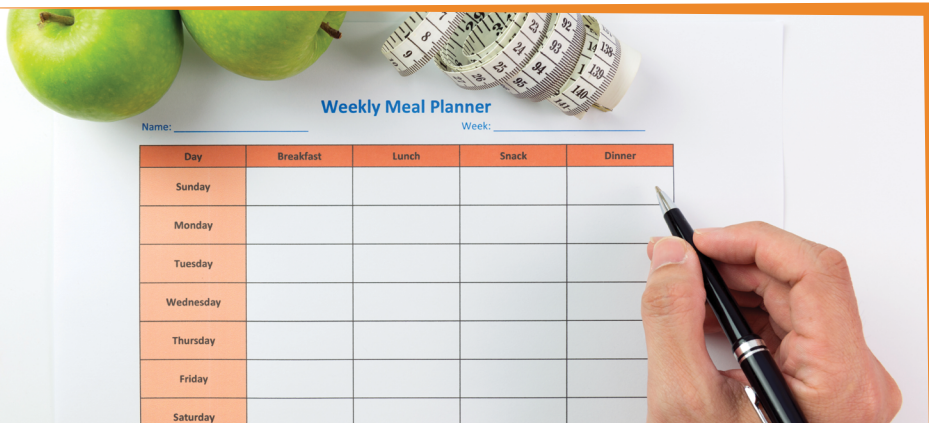 Weekly Meal Planner
Name: Week:
Day Breakfast Lunch Snack Dinner
Sunday
Monday
Tuesday
Wednesday
Thursday
Friday
Saturday